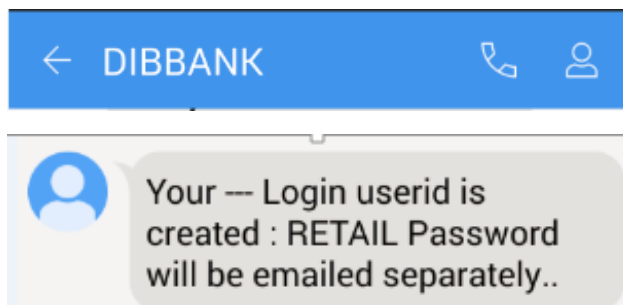 DIBBANK
Your --- Login userid is
created : RETAIL Password
will be emailed separately..